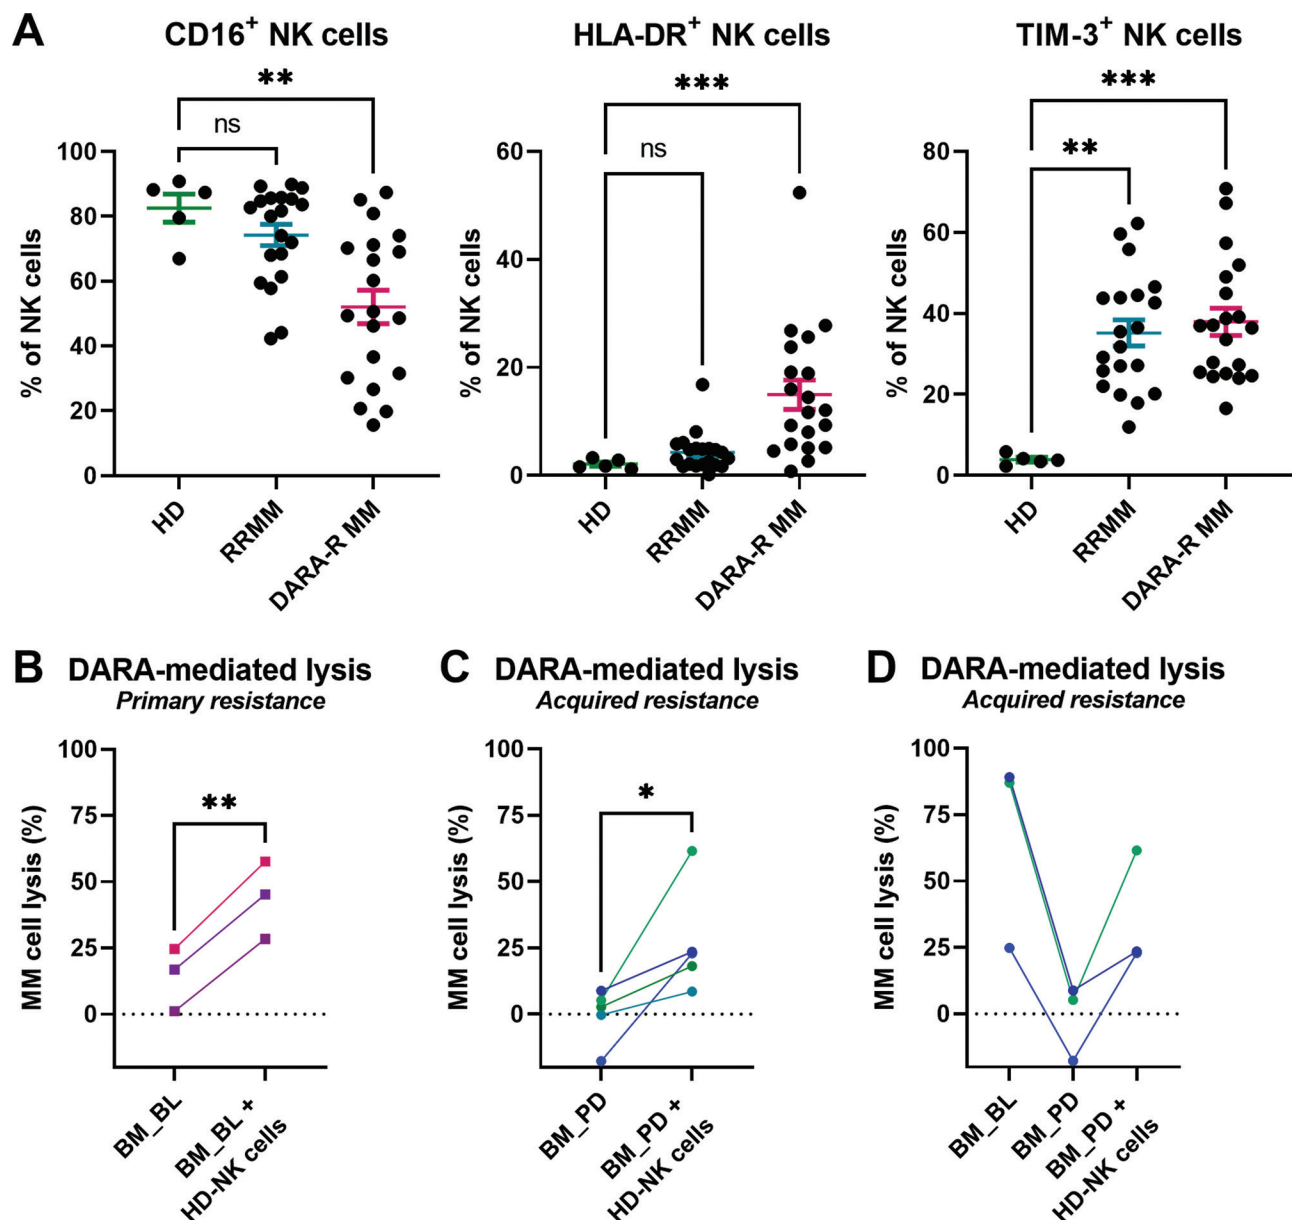 A
CD16+ NK cells
**
ns
% of NK cells
100
80
60
40
20
0
HD
RRMM
DARA-R MM
HLA-DR+ NK cells
***
ns
% of NK cells
60
40
20
0
HD
RRMM
DARA-R MM
TIM-3+ NK cells
***
**
% of NK cells
80
60
40
20
0
HD
RRMM
DARA-R MM
B
DARA-mediated lysis
Primary resistance
**
MM cell lysis (%)
100
75
50
25
0
BM_BL
BM_BL +
HD-NK cells
C
DARA-mediated lysis
Acquired resistance
*
MM cell lysis (%)
100
75
50
25
0
BM_PD
BM_PD +
HD-NK cells
D
DARA-mediated lysis
Acquired resistance
MM cell lysis (%)
100
75
50
25
0
BM_BL
BM_PD
BM_PD +
HD-NK cells